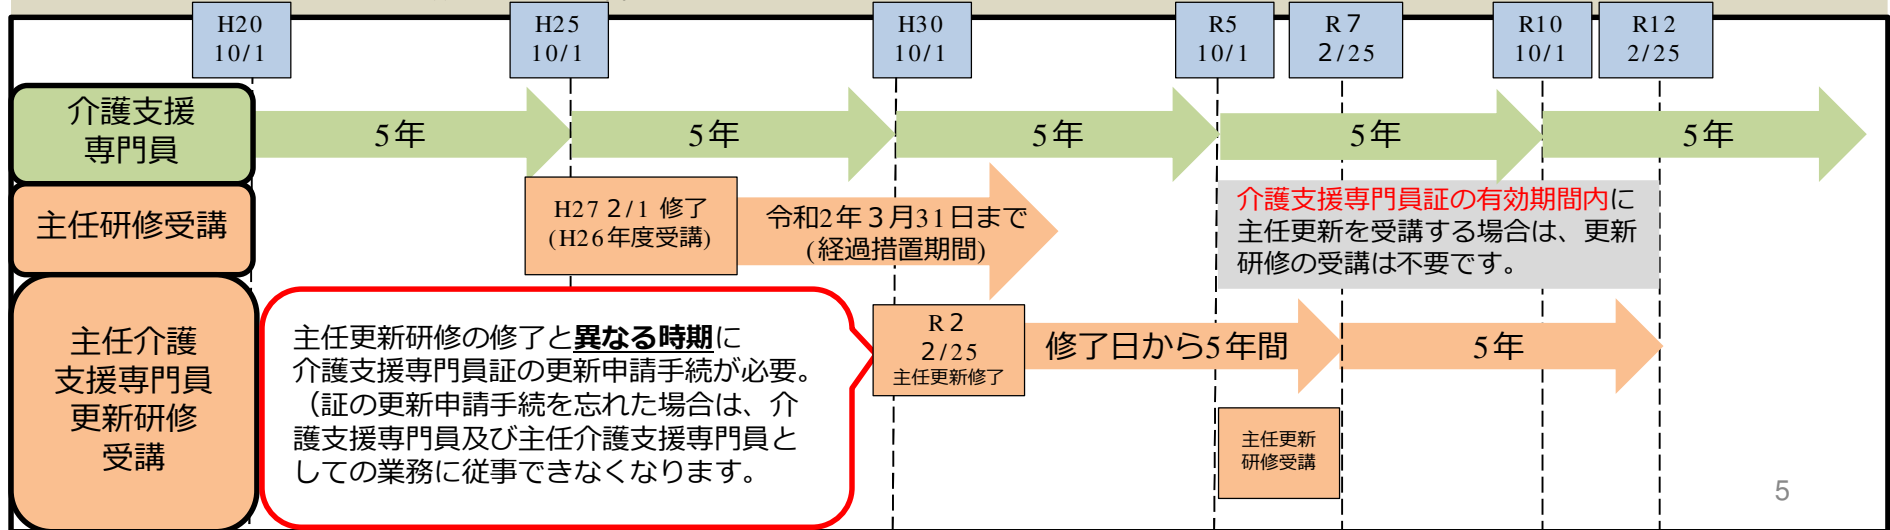 H20
10/1
H25
10/1
H30
10/1
R5
10/1
R７
２/25
R10
10/1
R12
2/25
介護支援
専門員
5年
5年
5年
5年
5年
主任研修受講
H27 ２/1 修了
(H26年度受講)
令和2年３月31日まで
(経過措置期間)
介護支援専門員証の有効期間内に
主任更新を受講する場合は、更新
研修の受講は不要です。
主任介護
支援専門員
更新研修
受講
主任更新研修の修了と異なる時期に
介護支援専門員証の更新申請手続が必要。
（証の更新申請手続を忘れた場合は、介
護支援専門員及び主任介護支援専門員と
しての業務に従事できなくなります。
R２
２/25
主任更新修了
修了日から5年間
5年
主任更新
研修受講
5